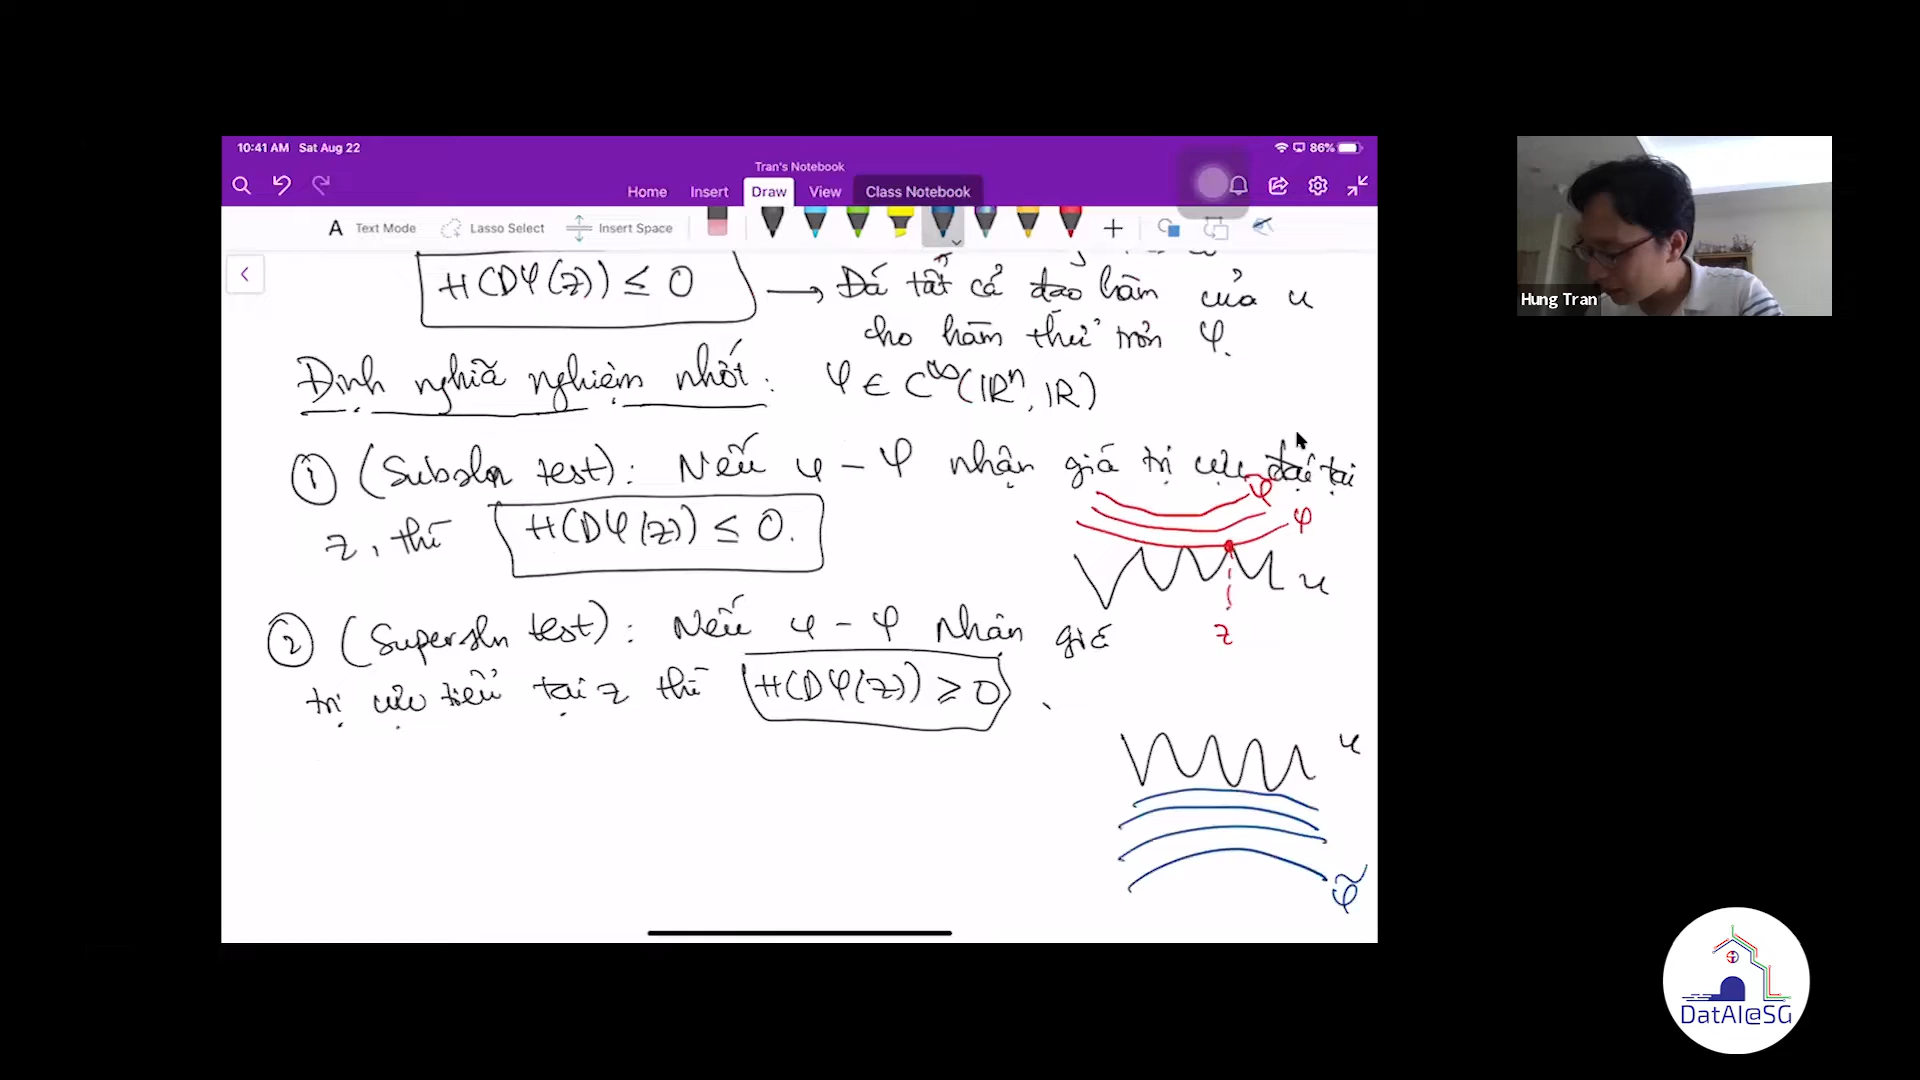 10:41 AM Sat Aug 22
86%
Tran's Notebook
Home Insert Draw View Class Notebook
A Text Mode Lasso Select Insert Space
H(Dφ(z)) ≤ 0 → Đá tất cả đạo hàm của u
cho hàm thử trơn φ.
Định nghĩa nghiệm nhớt: φ ∈ C^∞(ℝⁿ, ℝ)
① (Subsoln test): Nếu u - φ nhận giá trị cực đại tại
z, thì H(Dφ(z)) ≤ 0.
φ̃
φ
u
z
② (Supersoln test): Nếu u - φ nhận giá
trị cực tiểu tại z thì H(Dφ(z)) ≥ 0.
u
φ̃
Hung Tran
DatAI@SG